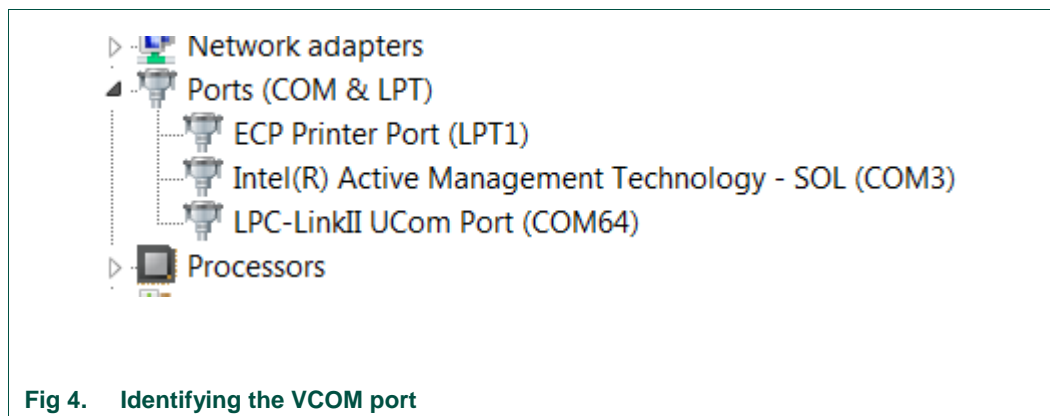 Network adapters
Ports (COM & LPT)
ECP Printer Port (LPT1)
Intel(R) Active Management Technology - SOL (COM3)
LPC-LinkII UCom Port (COM64)
Processors
Fig 4. Identifying the VCOM port